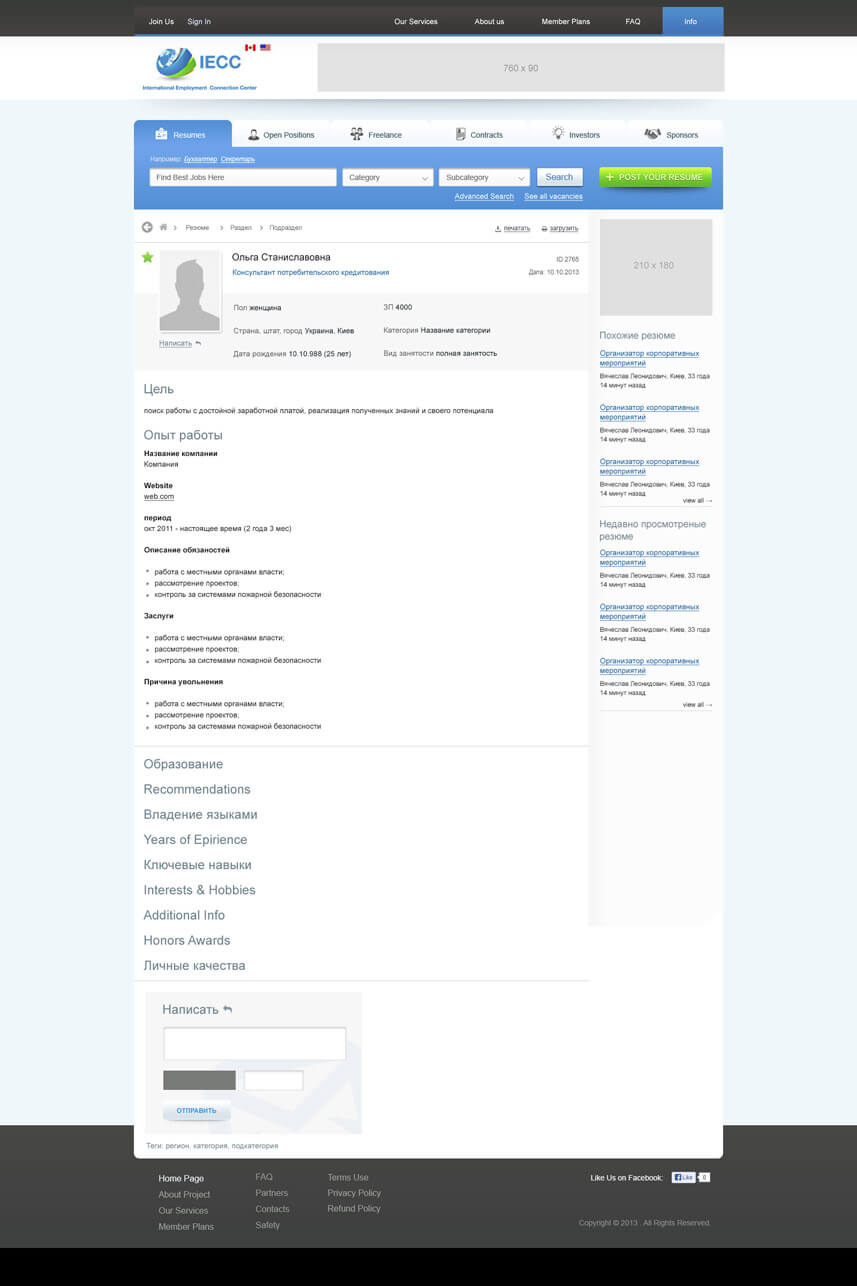 Join Us Sign In Our Services About us Member Plans FAQ Info
IECC
International Employment Connection Center
760 x 90
Resumes Open Positions Freelance Contracts Investors Sponsors
Например: Бухгалтер Секретарь
Find Best Jobs Here Category Subcategory Search + POST YOUR RESUME
Advanced Search See all vacancies
Резюме Раздел Подраздел печатать загрузить
Ольга Станиславовна
ID 2765
Консультант потребительского кредитования
Дата: 10.10.2013
Пол женщина
ЗП 4000
Страна, штат, город Украина, Киев
Категория Название категории
Написать
Дата рождения 10.10.988 (25 лет)
Вид занятости полная занятость
Цель
поиск работы с достойной заработной платой, реализация полученных знаний и своего потенциала
Опыт работы
Название компании
Компания
Website
web.com
период
окт 2011 - настоящее время (2 года 3 мес)
Описание обязаностей
работа с местными органами власти;
рассмотрение проектов;
контроль за системами пожарной безопасности
Заслуги
работа с местными органами власти;
рассмотрение проектов;
контроль за системами пожарной безопасности
Причина увольнения
работа с местными органами власти;
рассмотрение проектов;
контроль за системами пожарной безопасности
Образование
Recommendations
Владение языками
Years of Epirience
Ключевые навыки
Interests & Hobbies
Additional Info
Honors Awards
Личные качества
210 x 180
Похожие резюме
Организатор корпоративных
мероприятий
Вячеслав Леонидович, Киев, 33 года
14 минут назад
Организатор корпоративных
мероприятий
Вячеслав Леонидович, Киев, 33 года
14 минут назад
Организатор корпоративных
мероприятий
Вячеслав Леонидович, Киев, 33 года
14 минут назад
view all →
Недавно просмотреные
резюме
Организатор корпоративных
мероприятий
Вячеслав Леонидович, Киев, 33 года
14 минут назад
Организатор корпоративных
мероприятий
Вячеслав Леонидович, Киев, 33 года
14 минут назад
Организатор корпоративных
мероприятий
Вячеслав Леонидович, Киев, 33 года
14 минут назад
view all →
Написать
ОТПРАВИТЬ
Теги: регион, категория, подкатегория
Home Page
About Project
Our Services
Member Plans
FAQ
Partners
Contacts
Safety
Terms Use
Privacy Policy
Refund Policy
Like Us on Facebook: Like 0
Copyright © 2013 . All Rights Reserved.